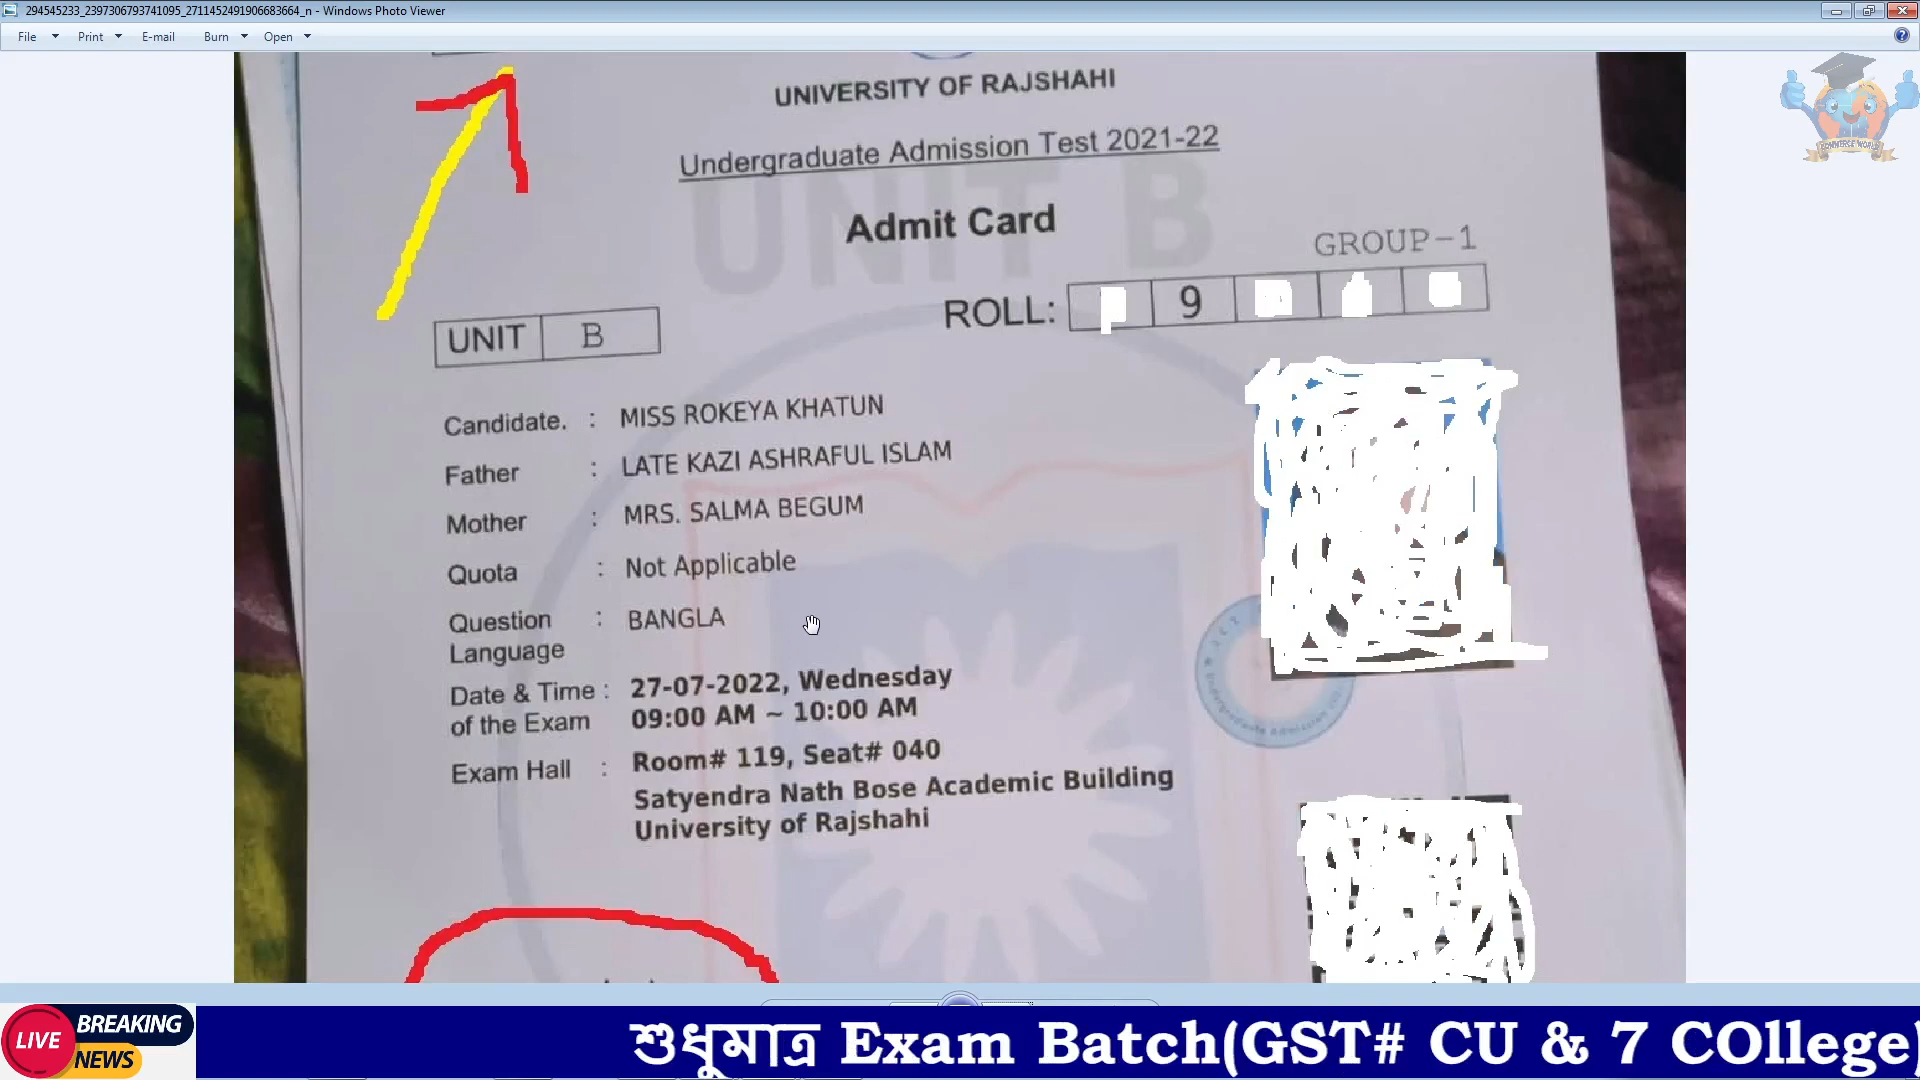 294545233_2397306793741095_2711452491906683664_n - Windows Photo Viewer
File Print E-mail Burn Open
COMMERCE WORLD
UNIVERSITY OF RAJSHAHI
Undergraduate Admission Test 2021-22
UNIT B
Admit Card
GROUP-1
ROLL: 9
UNIT B
Candidate. : MISS ROKEYA KHATUN
Father : LATE KAZI ASHRAFUL ISLAM
Mother : MRS. SALMA BEGUM
Quota : Not Applicable
Question : BANGLA
Language
Date & Time : 27-07-2022, Wednesday
of the Exam 09:00 AM ~ 10:00 AM
Exam Hall : Room# 119, Seat# 040
Satyendra Nath Bose Academic Building
University of Rajshahi
LIVE BREAKING NEWS
শুধুমাত্র Exam Batch(GST# CU & 7 COllege)